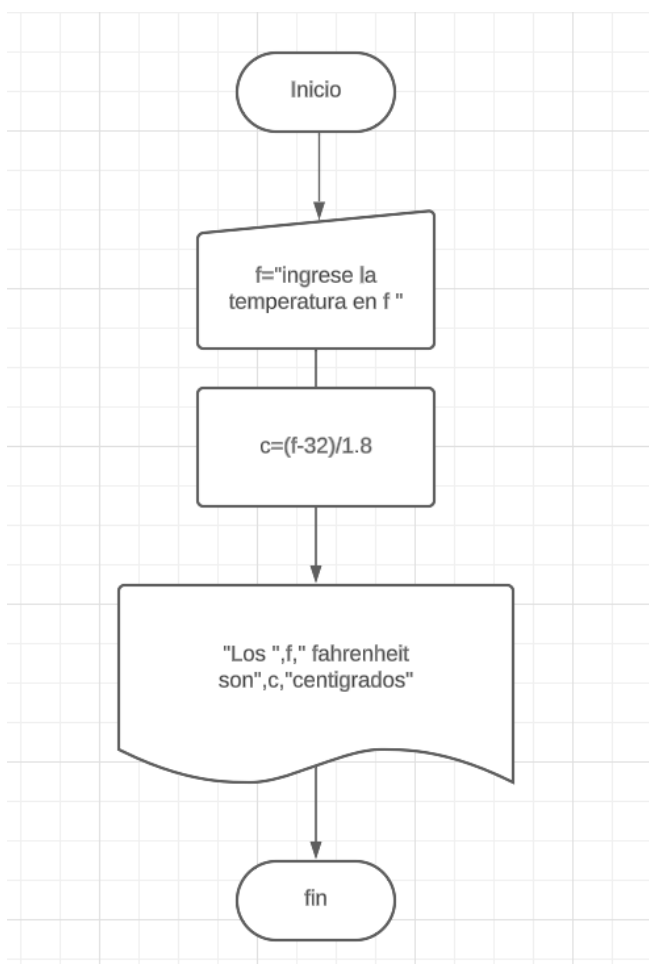 Inicio
f="ingrese la
temperatura en f "
c=(f-32)/1.8
"Los ",f," fahrenheit
son",c,"centigrados"
fin